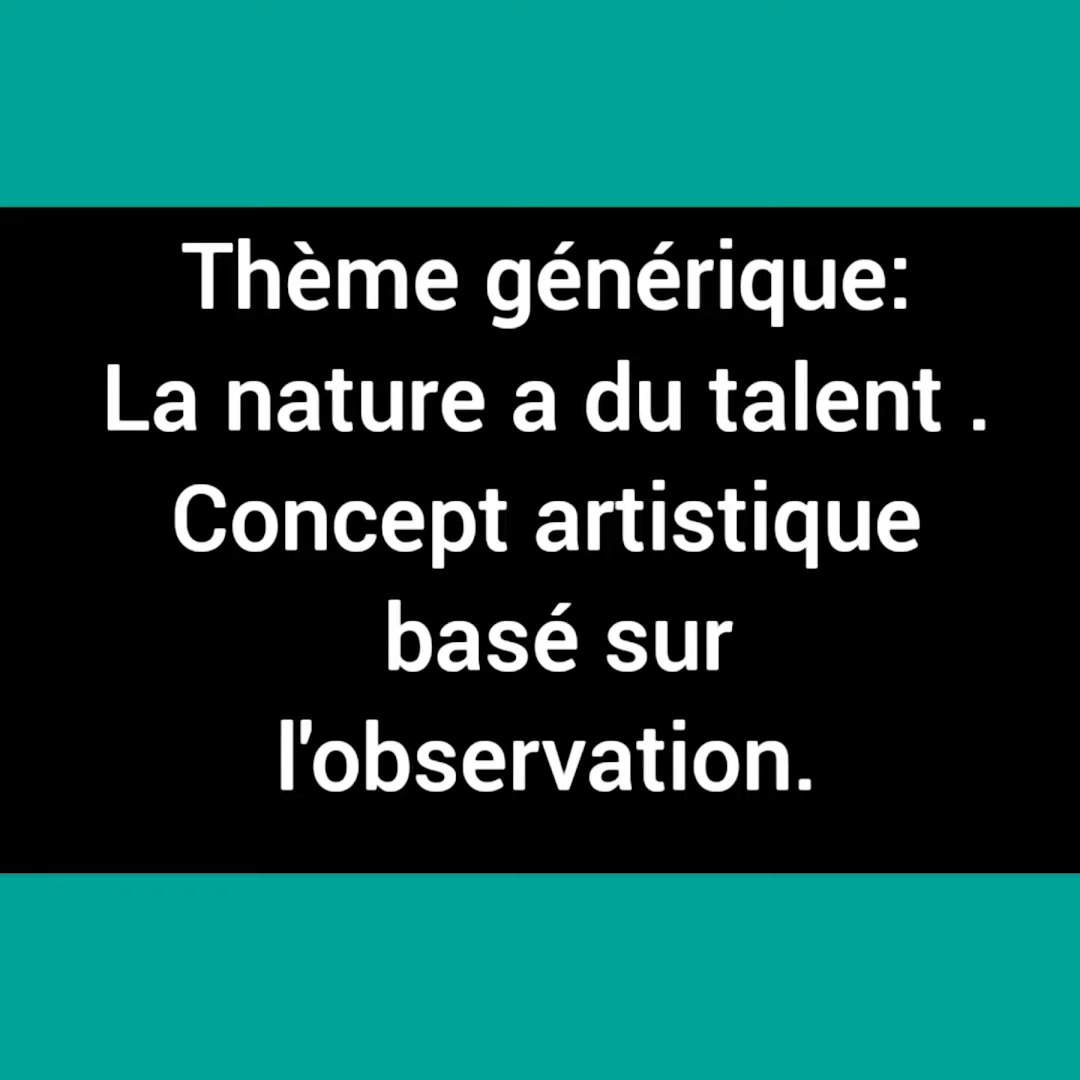 Thème générique:
La nature a du talent .
Concept artistique
basé sur
l'observation.